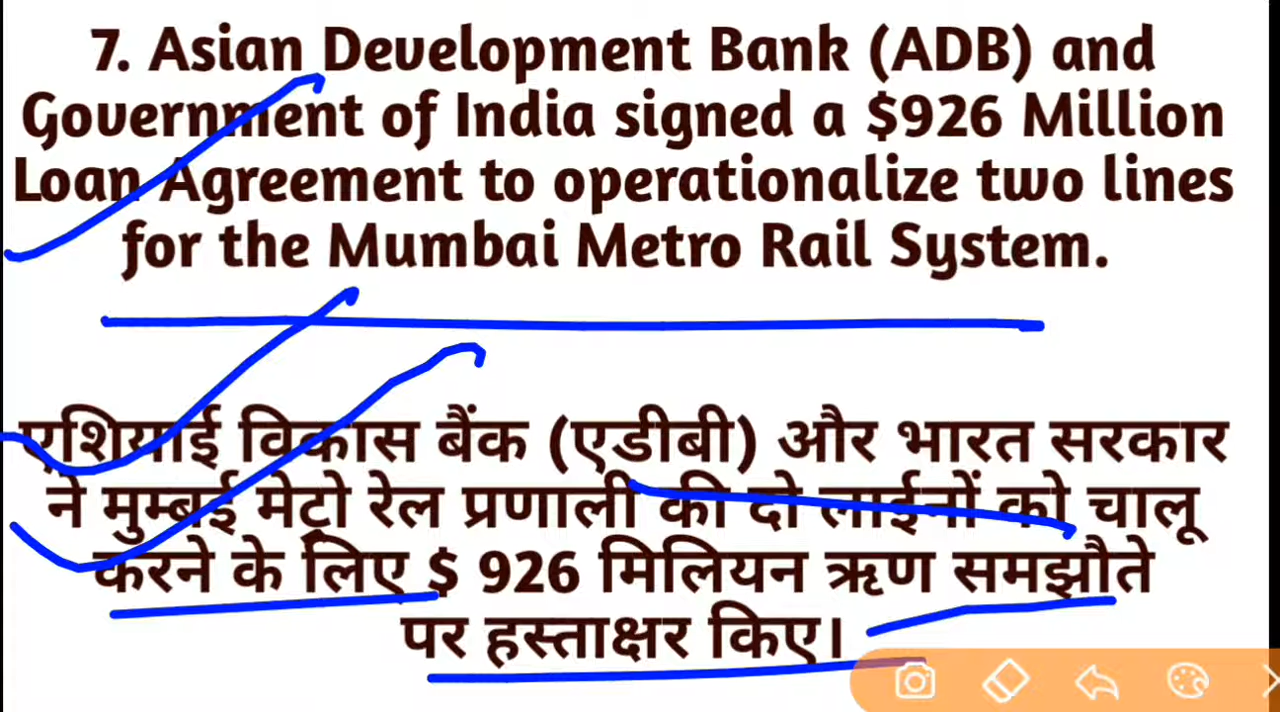 7. Asian Development Bank (ADB) and
Government of India signed a $926 Million
Loan Agreement to operationalize two lines
for the Mumbai Metro Rail System.
एशियाई विकास बैंक (एडीबी) और भारत सरकार
ने मुम्बई मेट्रो रेल प्रणाली की दो लाईनों को चालू
करने के लिए $ 926 मिलियन ऋण समझौते
पर हस्ताक्षर किए।